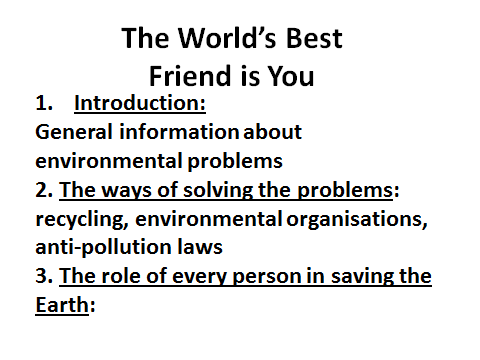 The World's Best
Friend is You
1. Introduction:
General information about
environmental problems
2. The ways of solving the problems:
recycling, environmental organisations,
anti-pollution laws
3. The role of every person in saving the
Earth: